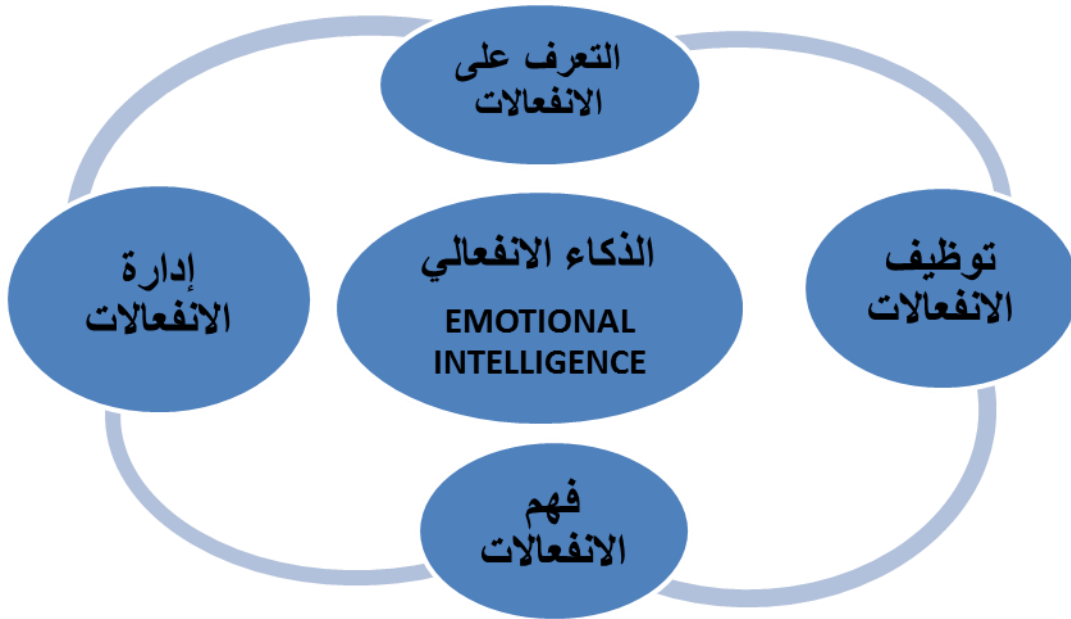 التعرف على
الانفعالات
توظيف
الانفعالات
الذكاء الانفعالي
EMOTIONAL
INTELLIGENCE
إدارة
الانفعالات
فهم
الانفعالات